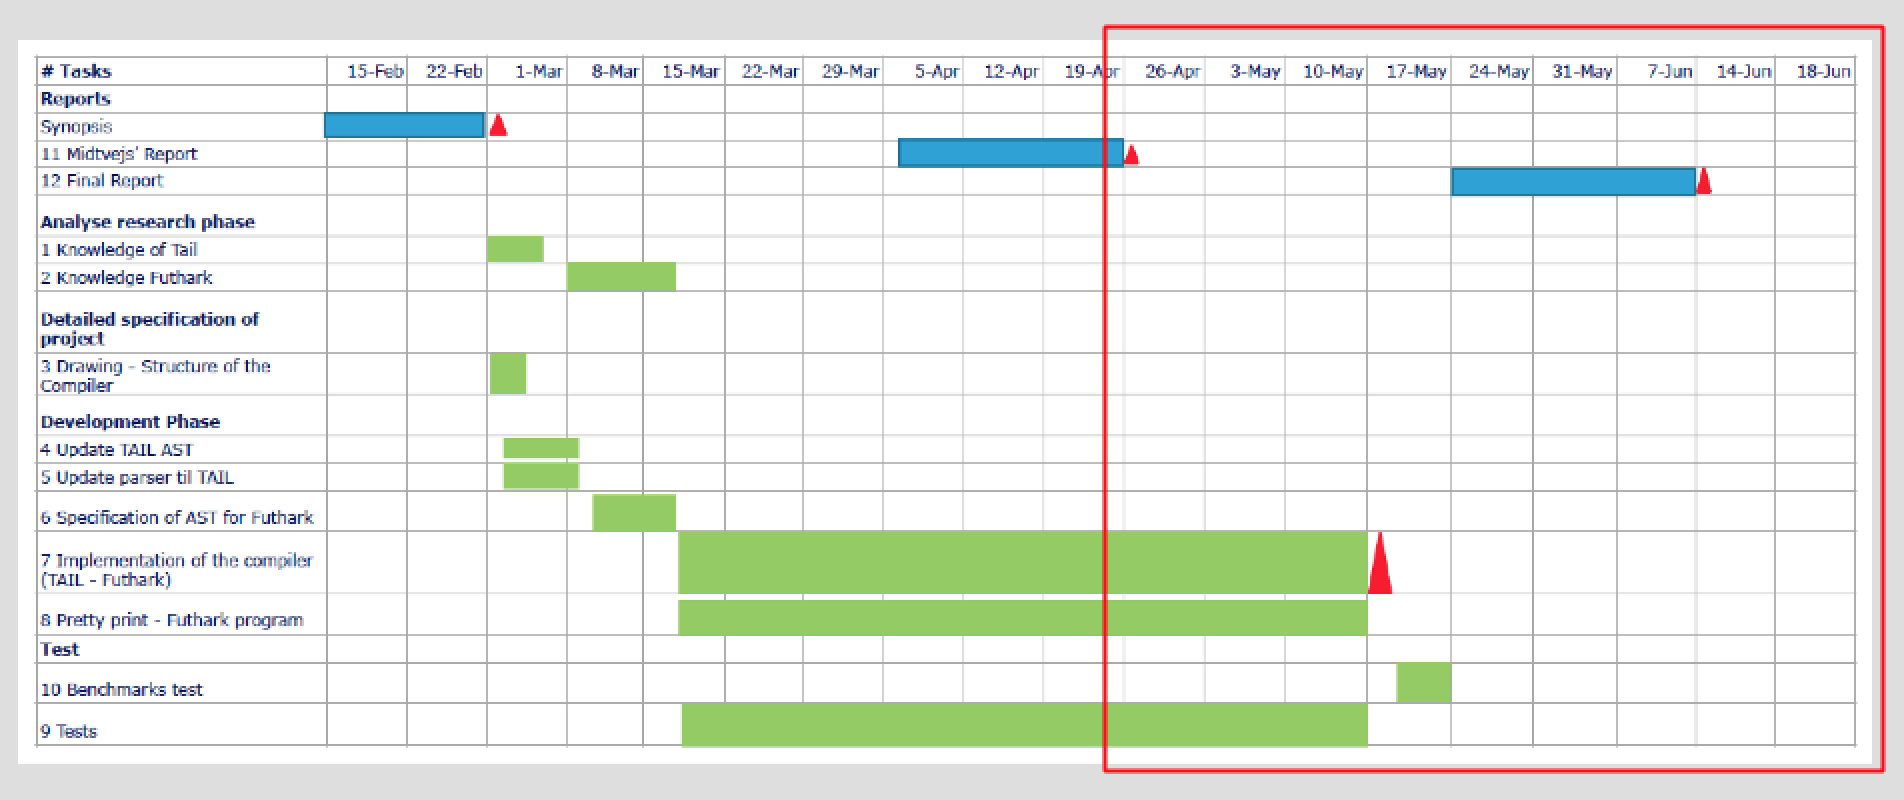 # Tasks 15-Feb 22-Feb 1-Mar 8-Mar 15-Mar 22-Mar 29-Mar 5-Apr 12-Apr 19-Apr 26-Apr 3-May 10-May 17-May 24-May 31-May 7-Jun 14-Jun 18-Jun
Reports
Synopsis
11 Midtvejs' Report
12 Final Report
Analyse research phase
1 Knowledge of Tail
2 Knowledge Futhark
Detailed specification of
project
3 Drawing - Structure of the
Compiler
Development Phase
4 Update TAIL AST
5 Update parser til TAIL
6 Specification of AST for Futhark
7 Implementation of the compiler
(TAIL - Futhark)
8 Pretty print - Futhark program
Test
10 Benchmarks test
9 Tests